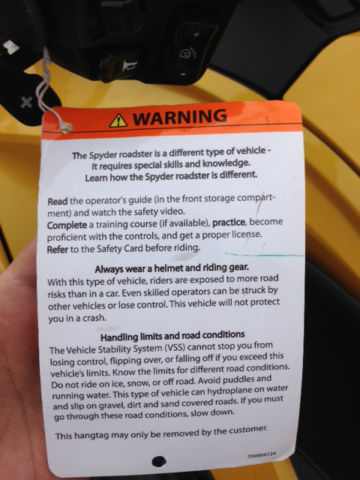 WARNING
The Spyder roadster is a different type of vehicle -
it requires special skills and knowledge.
Learn how the Spyder roadster is different.
Read the operator's guide (in the front storage compart-
ment) and watch the safety video.
Complete a training course (if available), practice, become
proficient with the controls, and get a proper license.
Refer to the Safety Card before riding.
Always wear a helmet and riding gear.
With this type of vehicle, riders are exposed to more road
risks than in a car. Even skilled operators can be struck by
other vehicles or lose control. This vehicle will not protect
you in a crash.
Handling limits and road conditions
The Vehicle Stability System (VSS) cannot stop you from
losing control, flipping over, or falling off if you exceed this
vehicle's limits. Know the limits for different road conditions.
Do not ride on ice, snow, or off road. Avoid puddles and
running water. This type of vehicle can hydroplane on water
and slip on gravel, dirt and sand covered roads. If you must
go through these road conditions, slow down.
This hangtag may only be removed by the customer.
704904134